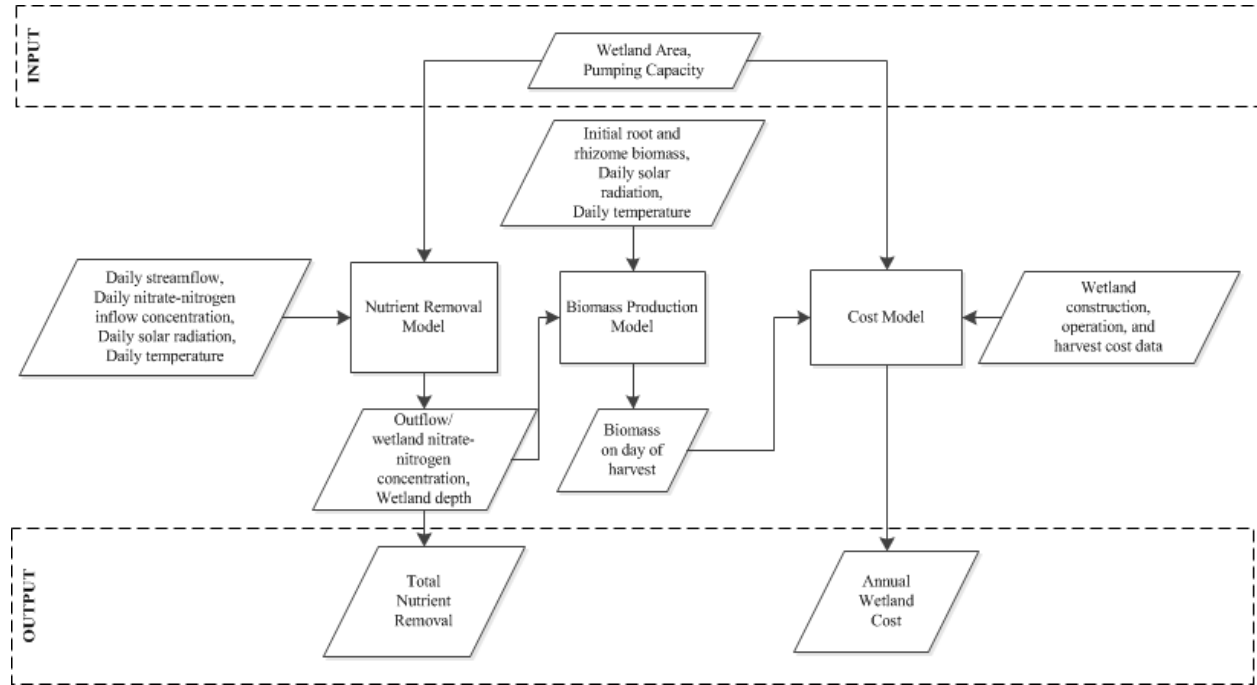 INPUT
Wetland Area,
Pumping Capacity
Initial root and
rhizome biomass,
Daily solar
radiation,
Daily temperature
Daily streamflow,
Daily nitrate-nitrogen
inflow concentration,
Daily solar radiation,
Daily temperature
Nutrient Removal
Model
Biomass Production
Model
Cost Model
Wetland
construction,
operation, and
harvest cost data
Outflow/
wetland nitrate-
nitrogen
concentration,
Wetland depth
Biomass
on day of
harvest
OUTPUT
Total
Nutrient
Removal
Annual
Wetland
Cost